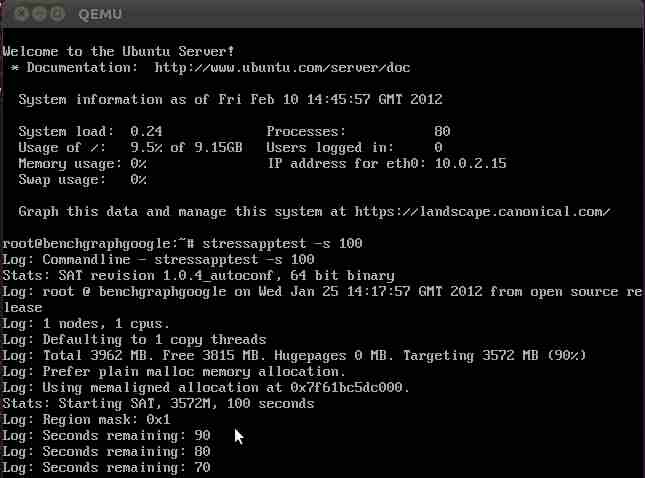 QEMU
Welcome to the Ubuntu Server!
 * Documentation:  http://www.ubuntu.com/server/doc
  System information as of Fri Feb 10 14:45:57 GMT 2012
  System load:  0.24             Processes:           80
  Usage of /:   9.5% of 9.15GB   Users logged in:     0
  Memory usage: 0%               IP address for eth0: 10.0.2.15
  Swap usage:   0%
  Graph this data and manage this system at https://landscape.canonical.com/
root@benchgraphgoogle:~# stressapptest -s 100
Log: Commandline - stressapptest -s 100
Stats: SAT revision 1.0.4_autoconf, 64 bit binary
Log: root @ benchgraphgoogle on Wed Jan 25 14:17:57 GMT 2012 from open source re
lease
Log: 1 nodes, 1 cpus.
Log: Defaulting to 1 copy threads
Log: Total 3962 MB. Free 3815 MB. Hugepages 0 MB. Targeting 3572 MB (90%)
Log: Prefer plain malloc memory allocation.
Log: Using memaligned allocation at 0x7f61bc5dc000.
Stats: Starting SAT, 3572M, 100 seconds
Log: Region mask: 0x1
Log: Seconds remaining: 90
Log: Seconds remaining: 80
Log: Seconds remaining: 70